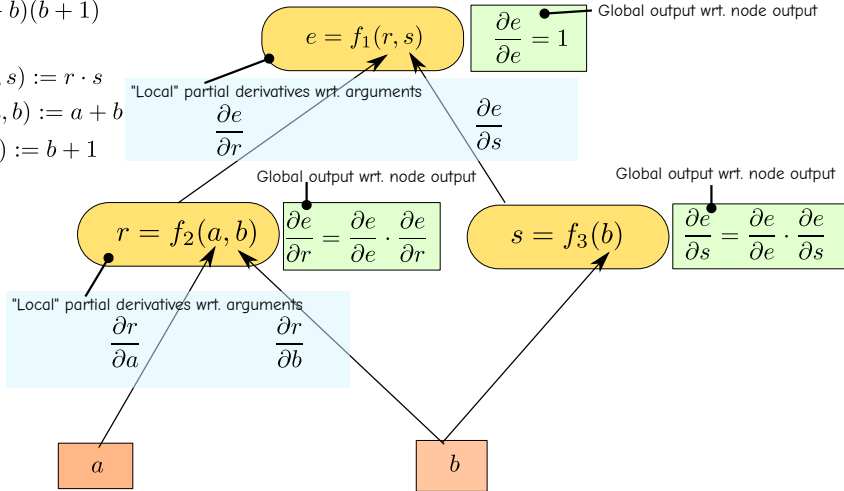 b)(b + 1)
e = f₁(r, s)
∂e/∂e = 1
Global output wrt. node output
s) := r · s
, b) := a + b
) := b + 1
"Local" partial derivatives wrt. arguments
∂e/∂r
∂e/∂s
Global output wrt. node output
Global output wrt. node output
r = f₂(a, b)
∂e/∂r = ∂e/∂e · ∂e/∂r
s = f₃(b)
∂e/∂s = ∂e/∂e · ∂e/∂s
"Local" partial derivatives wrt. arguments
∂r/∂a
∂r/∂b
a
b